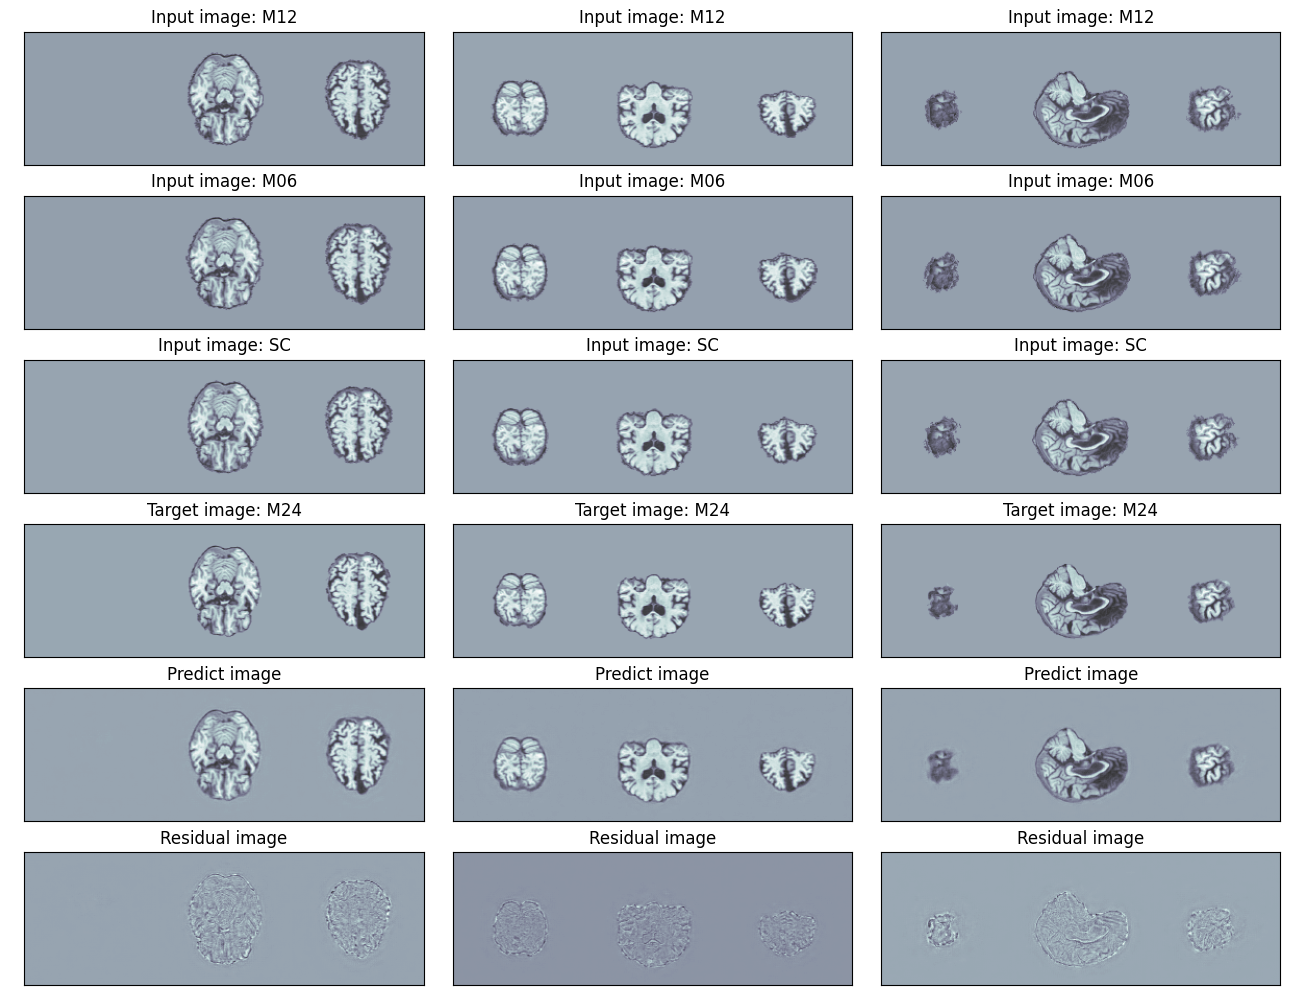 Input image: M12 Input image: M12 Input image: M12
Input image: M06 Input image: M06 Input image: M06
Input image: SC Input image: SC Input image: SC
Target image: M24 Target image: M24 Target image: M24
Predict image Predict image Predict image
Residual image Residual image Residual image